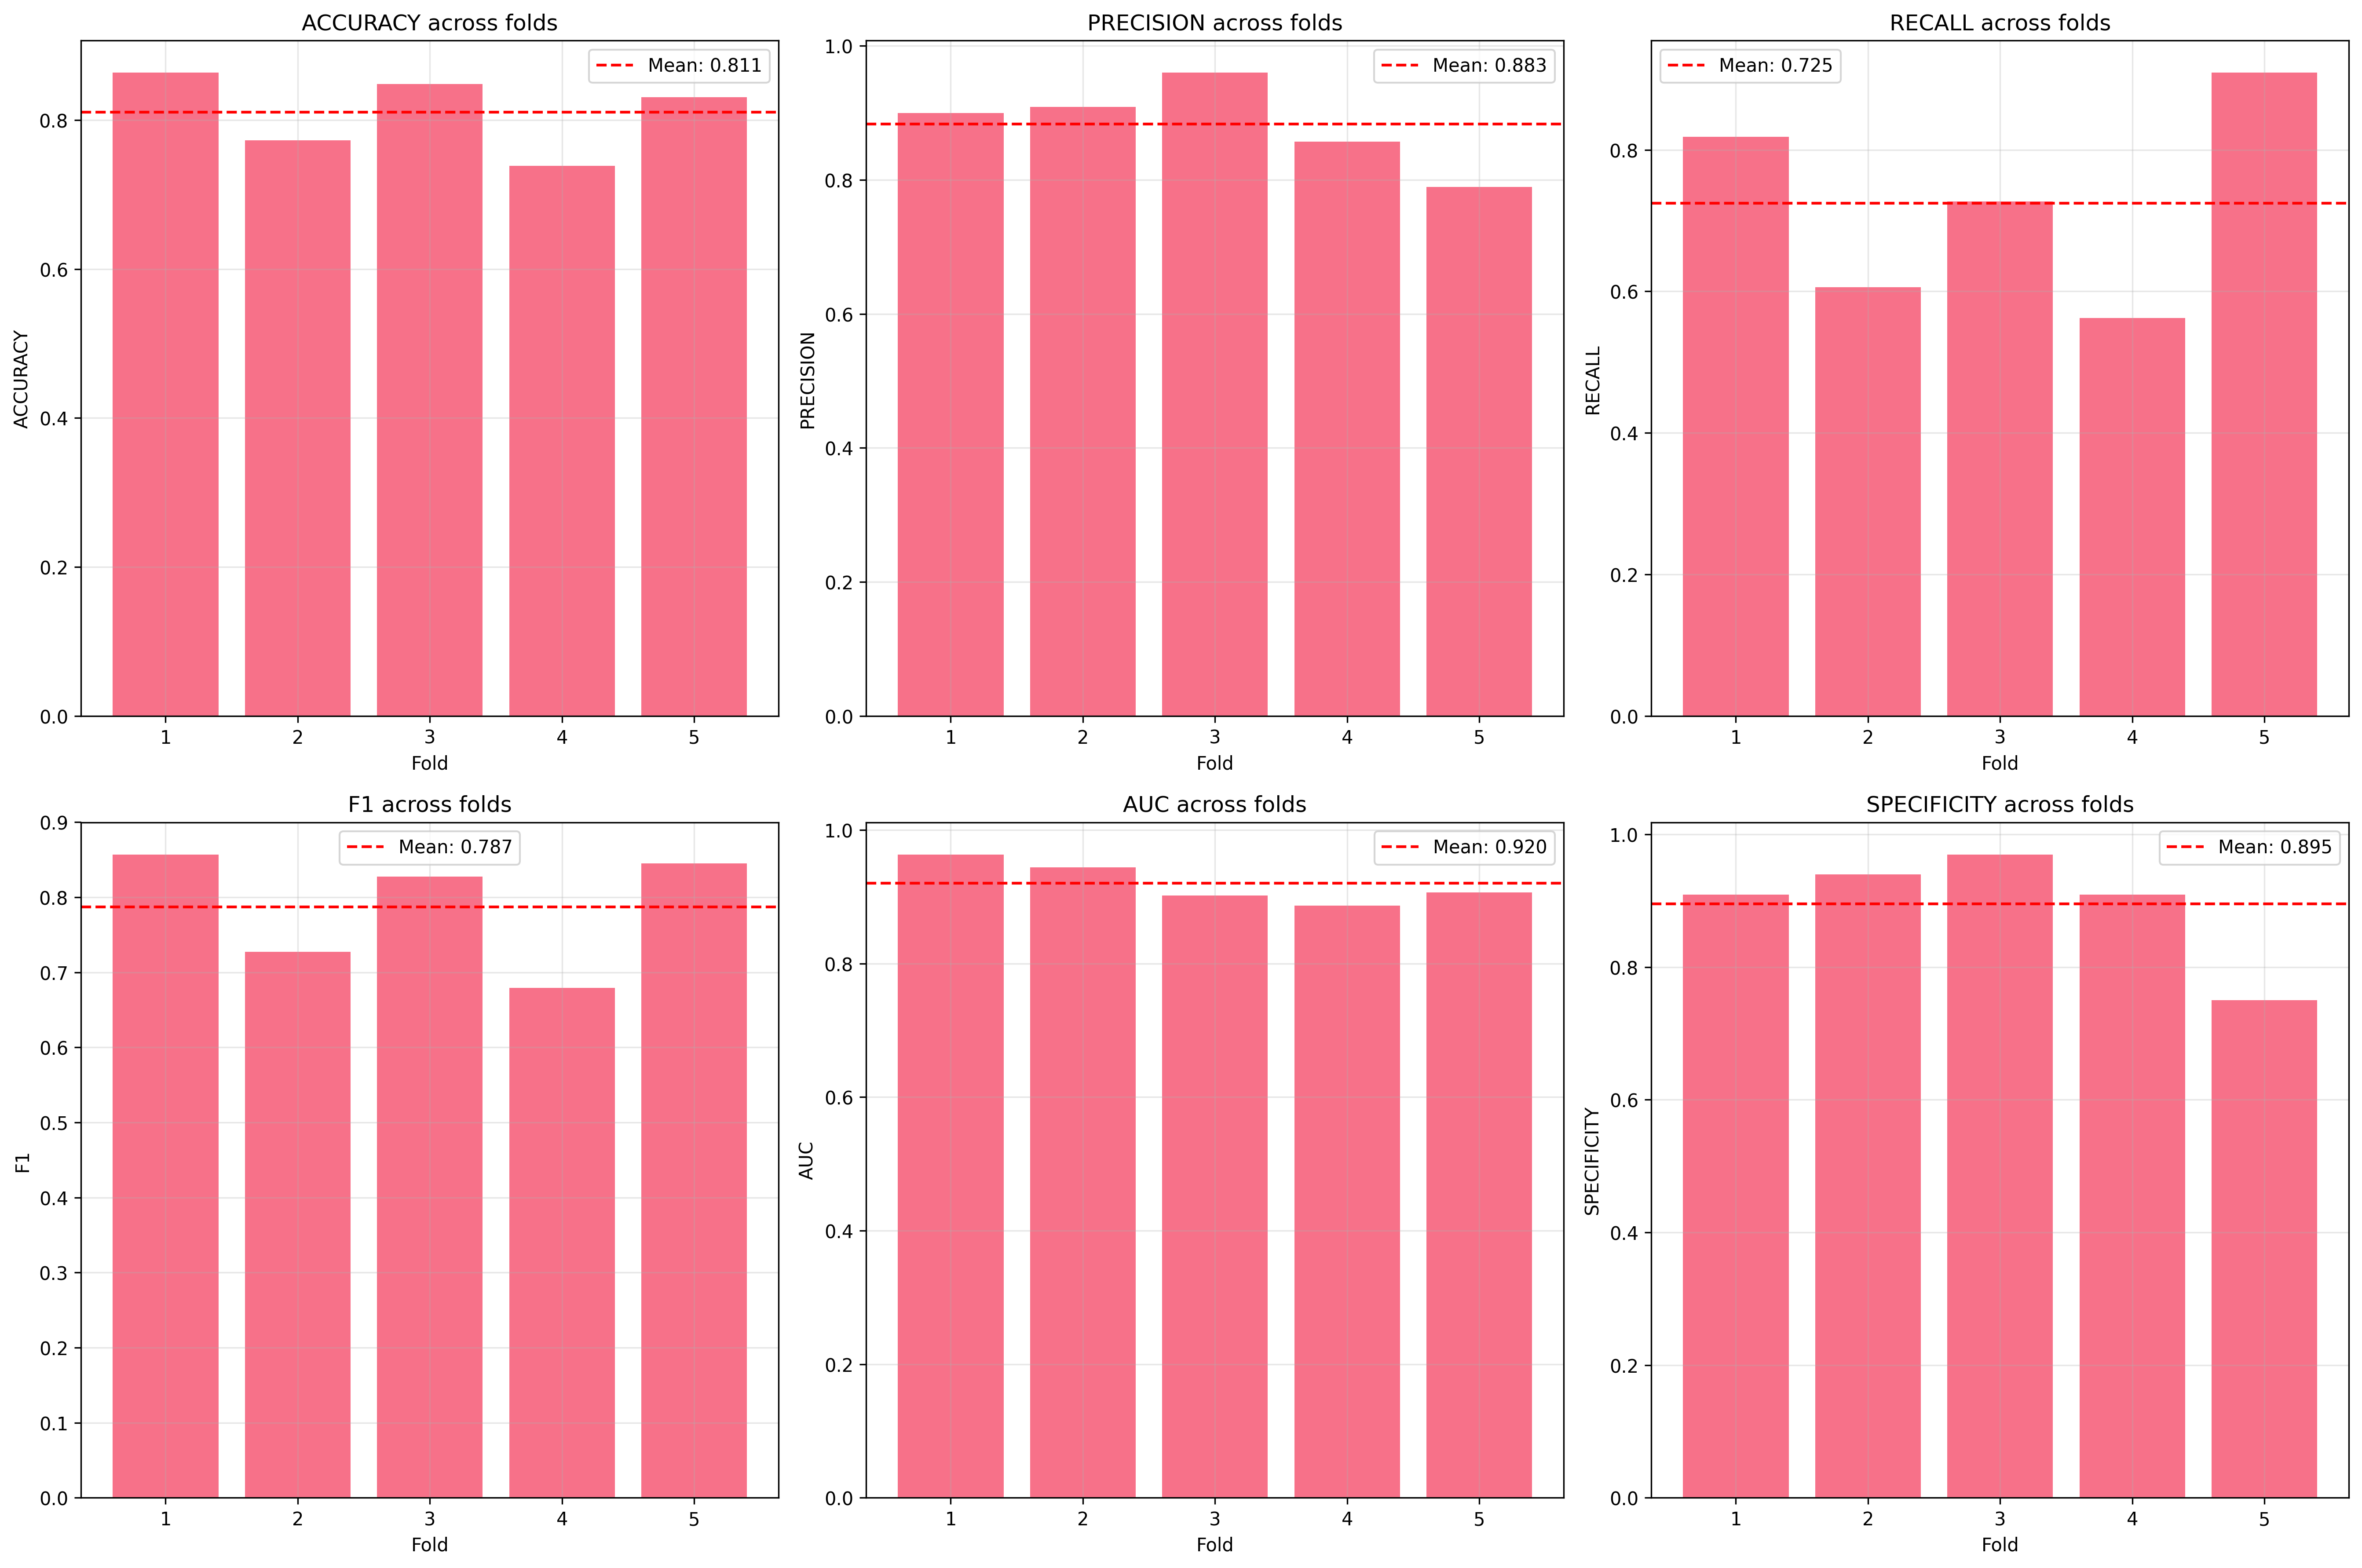 ACCURACY across folds
Mean: 0.811
ACCURACY
0.8
0.6
0.4
0.2
0.0
1 2 3 4 5
Fold
PRECISION across folds
Mean: 0.883
PRECISION
1.0
0.8
0.6
0.4
0.2
0.0
1 2 3 4 5
Fold
RECALL across folds
Mean: 0.725
RECALL
0.8
0.6
0.4
0.2
0.0
1 2 3 4 5
Fold
F1 across folds
Mean: 0.787
F1
0.9
0.8
0.7
0.6
0.5
0.4
0.3
0.2
0.1
0.0
1 2 3 4 5
Fold
AUC across folds
Mean: 0.920
AUC
1.0
0.8
0.6
0.4
0.2
0.0
1 2 3 4 5
Fold
SPECIFICITY across folds
Mean: 0.895
SPECIFICITY
1.0
0.8
0.6
0.4
0.2
0.0
1 2 3 4 5
Fold